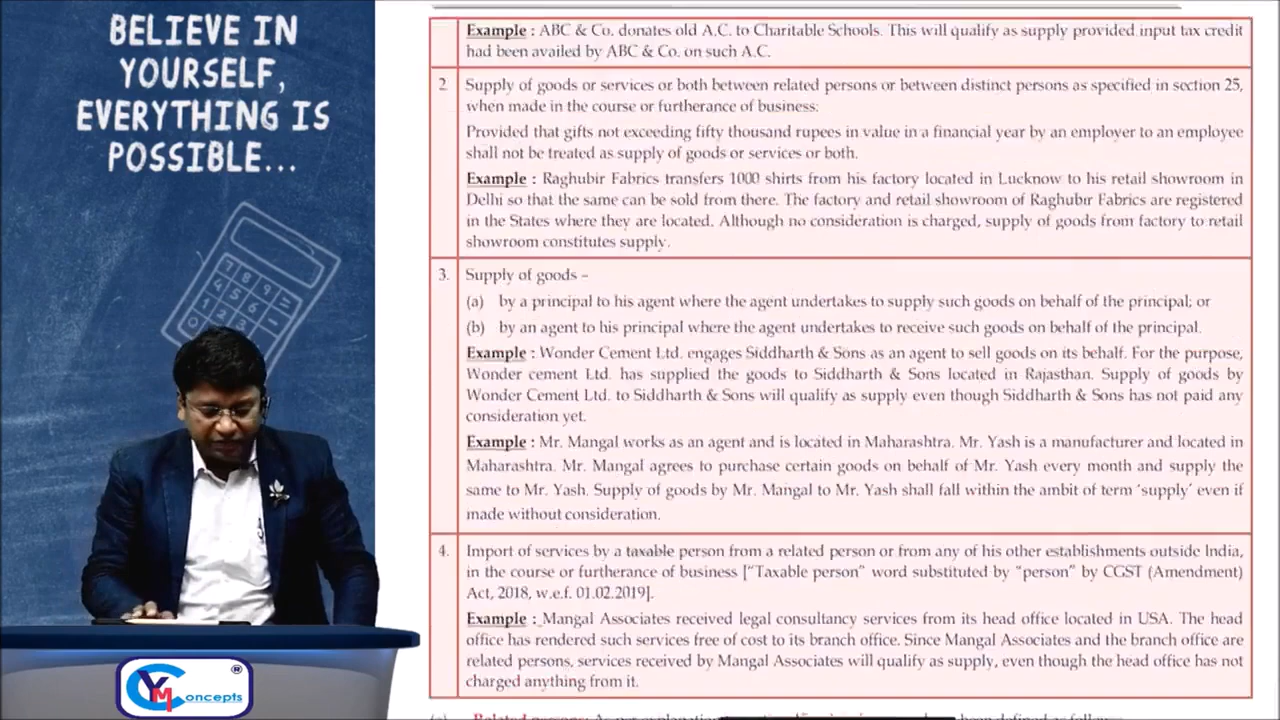 BELIEVE IN
YOURSELF,
EVERYTHING IS
POSSIBLE...
Example : ABC & Co. donates old A.C. to Charitable Schools. This will qualify as supply provided input tax credit
had been availed by ABC & Co. on such A.C.
2. Supply of goods or services or both between related persons or between distinct persons as specified in section 25,
when made in the course or furtherance of business:
Provided that gifts not exceeding fifty thousand rupees in value in a financial year by an employer to an employee
shall not be treated as supply of goods or services or both.
Example : Raghubir Fabrics transfers 1000 shirts from his factory located in Lucknow to his retail showroom in
Delhi so that the same can be sold from there. The factory and retail showroom of Raghubir Fabrics are registered
in the States where they are located. Although no consideration is charged, supply of goods from factory to retail
showroom constitutes supply.
3. Supply of goods –
(a) by a principal to his agent where the agent undertakes to supply such goods on behalf of the principal; or
(b) by an agent to his principal where the agent undertakes to receive such goods on behalf of the principal.
Example : Wonder Cement Ltd. engages Siddharth & Sons as an agent to sell goods on its behalf. For the purpose,
Wonder cement Ltd. has supplied the goods to Siddharth & Sons located in Rajasthan. Supply of goods by
Wonder Cement Ltd. to Siddharth & Sons will qualify as supply even though Siddharth & Sons has not paid any
consideration yet.
Example : Mr. Mangal works as an agent and is located in Maharashtra. Mr. Yash is a manufacturer and located in
Maharashtra. Mr. Mangal agrees to purchase certain goods on behalf of Mr. Yash every month and supply the
same to Mr. Yash. Supply of goods by Mr. Mangal to Mr. Yash shall fall within the ambit of term ‘supply’ even if
made without consideration.
4. Import of services by a taxable person from a related person or from any of his other establishments outside India,
in the course or furtherance of business [“Taxable person” word substituted by “person” by CGST (Amendment)
Act, 2018, w.e.f. 01.02.2019].
Example : Mangal Associates received legal consultancy services from its head office located in USA. The head
office has rendered such services free of cost to its branch office. Since Mangal Associates and the branch office are
related persons, services received by Mangal Associates will qualify as supply, even though the head office has not
charged anything from it.
YM Concepts ®